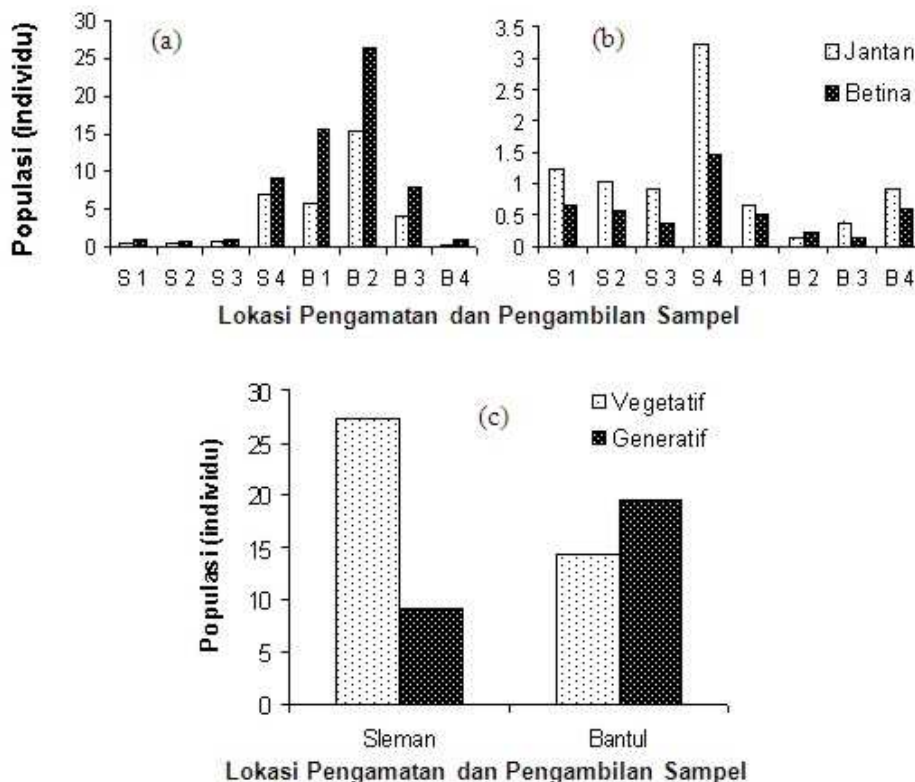 (a)
Populasi (individu)
30
25
20
15
10
5
0
S 1 S 2 S 3 S 4 B 1 B 2 B 3 B 4
(b)
3.5
3
2.5
2
1.5
1
0.5
0
S 1 S 2 S 3 S 4 B 1 B 2 B 3 B 4
Jantan
Betina
Lokasi Pengamatan dan Pengambilan Sampel
(c)
Populasi (individu)
30
25
20
15
10
5
0
Vegetatif
Generatif
Sleman Bantul
Lokasi Pengamatan dan Pengambilan Sampel